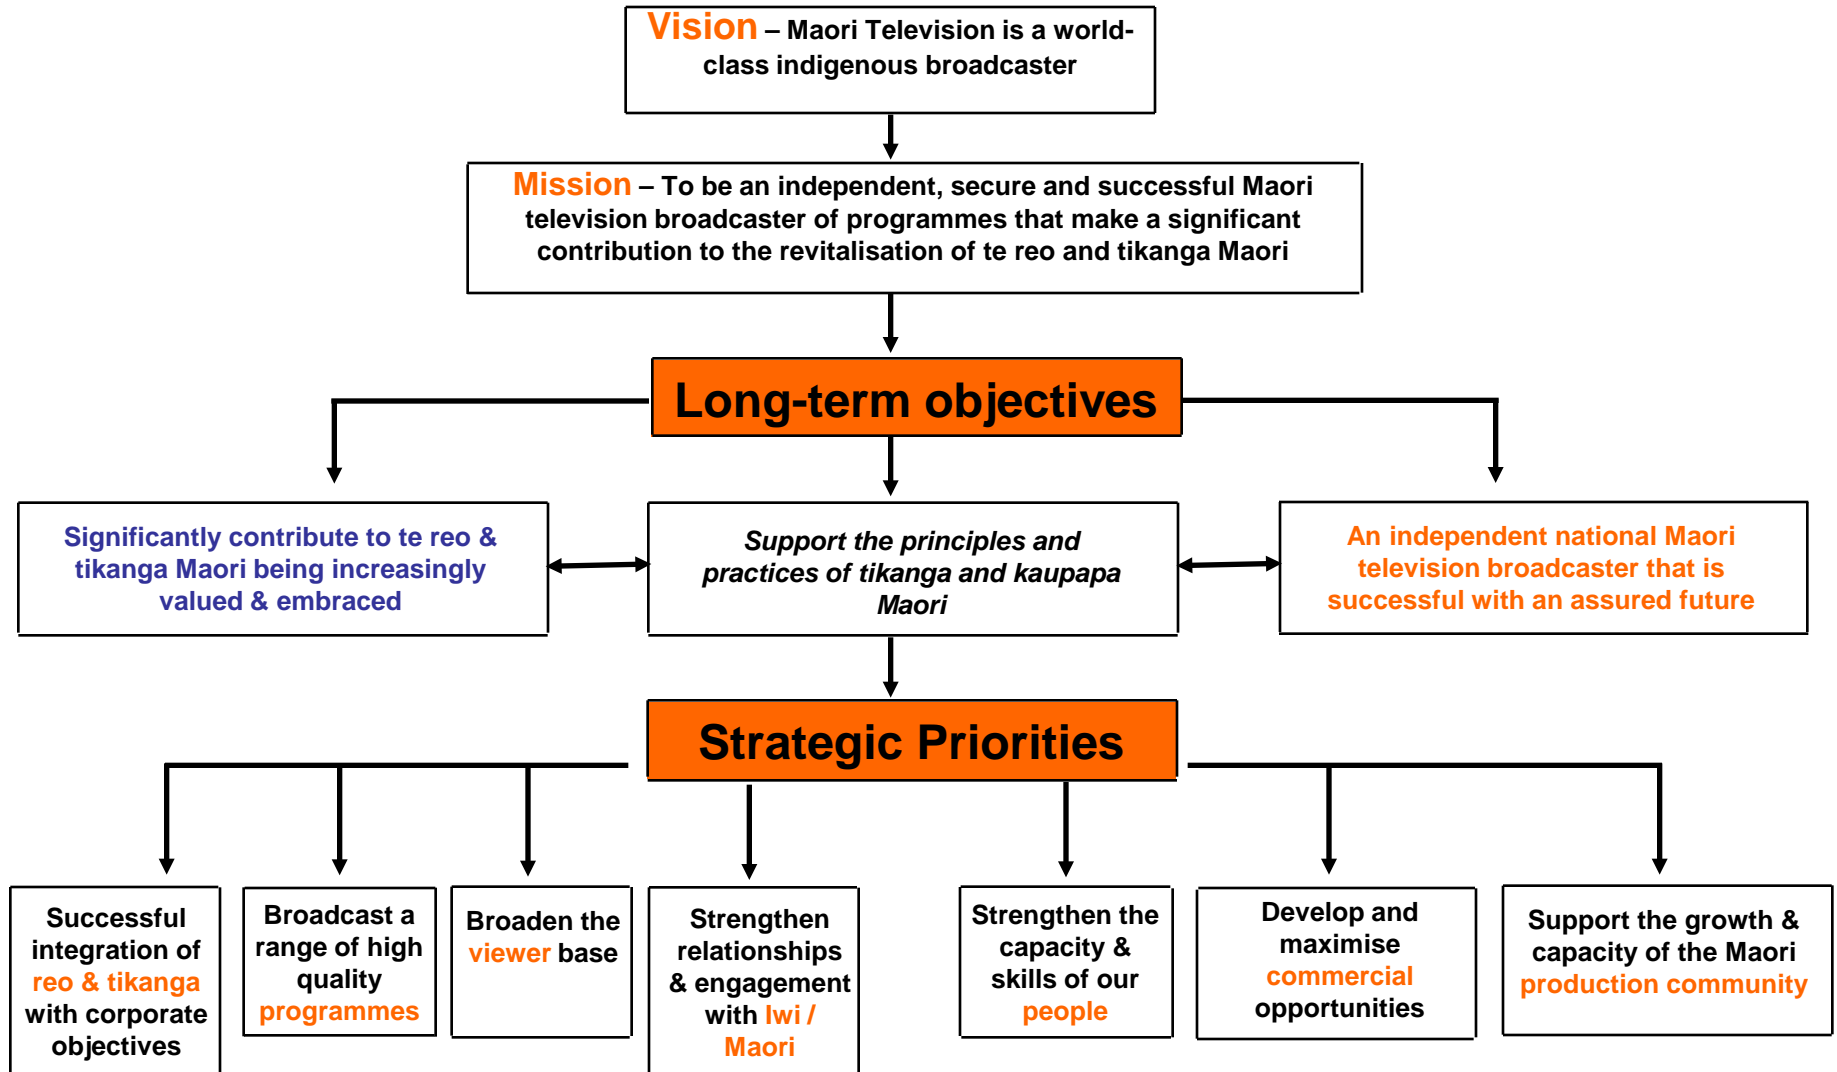 Vision – Maori Television is a world-
class indigenous broadcaster
Mission – To be an independent, secure and successful Maori
television broadcaster of programmes that make a significant
contribution to the revitalisation of te reo and tikanga Maori
Long-term objectives
Significantly contribute to te reo &
tikanga Maori being increasingly
valued & embraced
Support the principles and
practices of tikanga and kaupapa
Maori
An independent national Maori
television broadcaster that is
successful with an assured future
Strategic Priorities
Successful
integration of
reo & tikanga
with corporate
objectives
Broadcast a
range of high
quality
programmes
Broaden the
viewer base
Strengthen
relationships
& engagement
with Iwi /
Maori
Strengthen the
capacity &
skills of our
people
Develop and
maximise
commercial
opportunities
Support the growth &
capacity of the Maori
production community